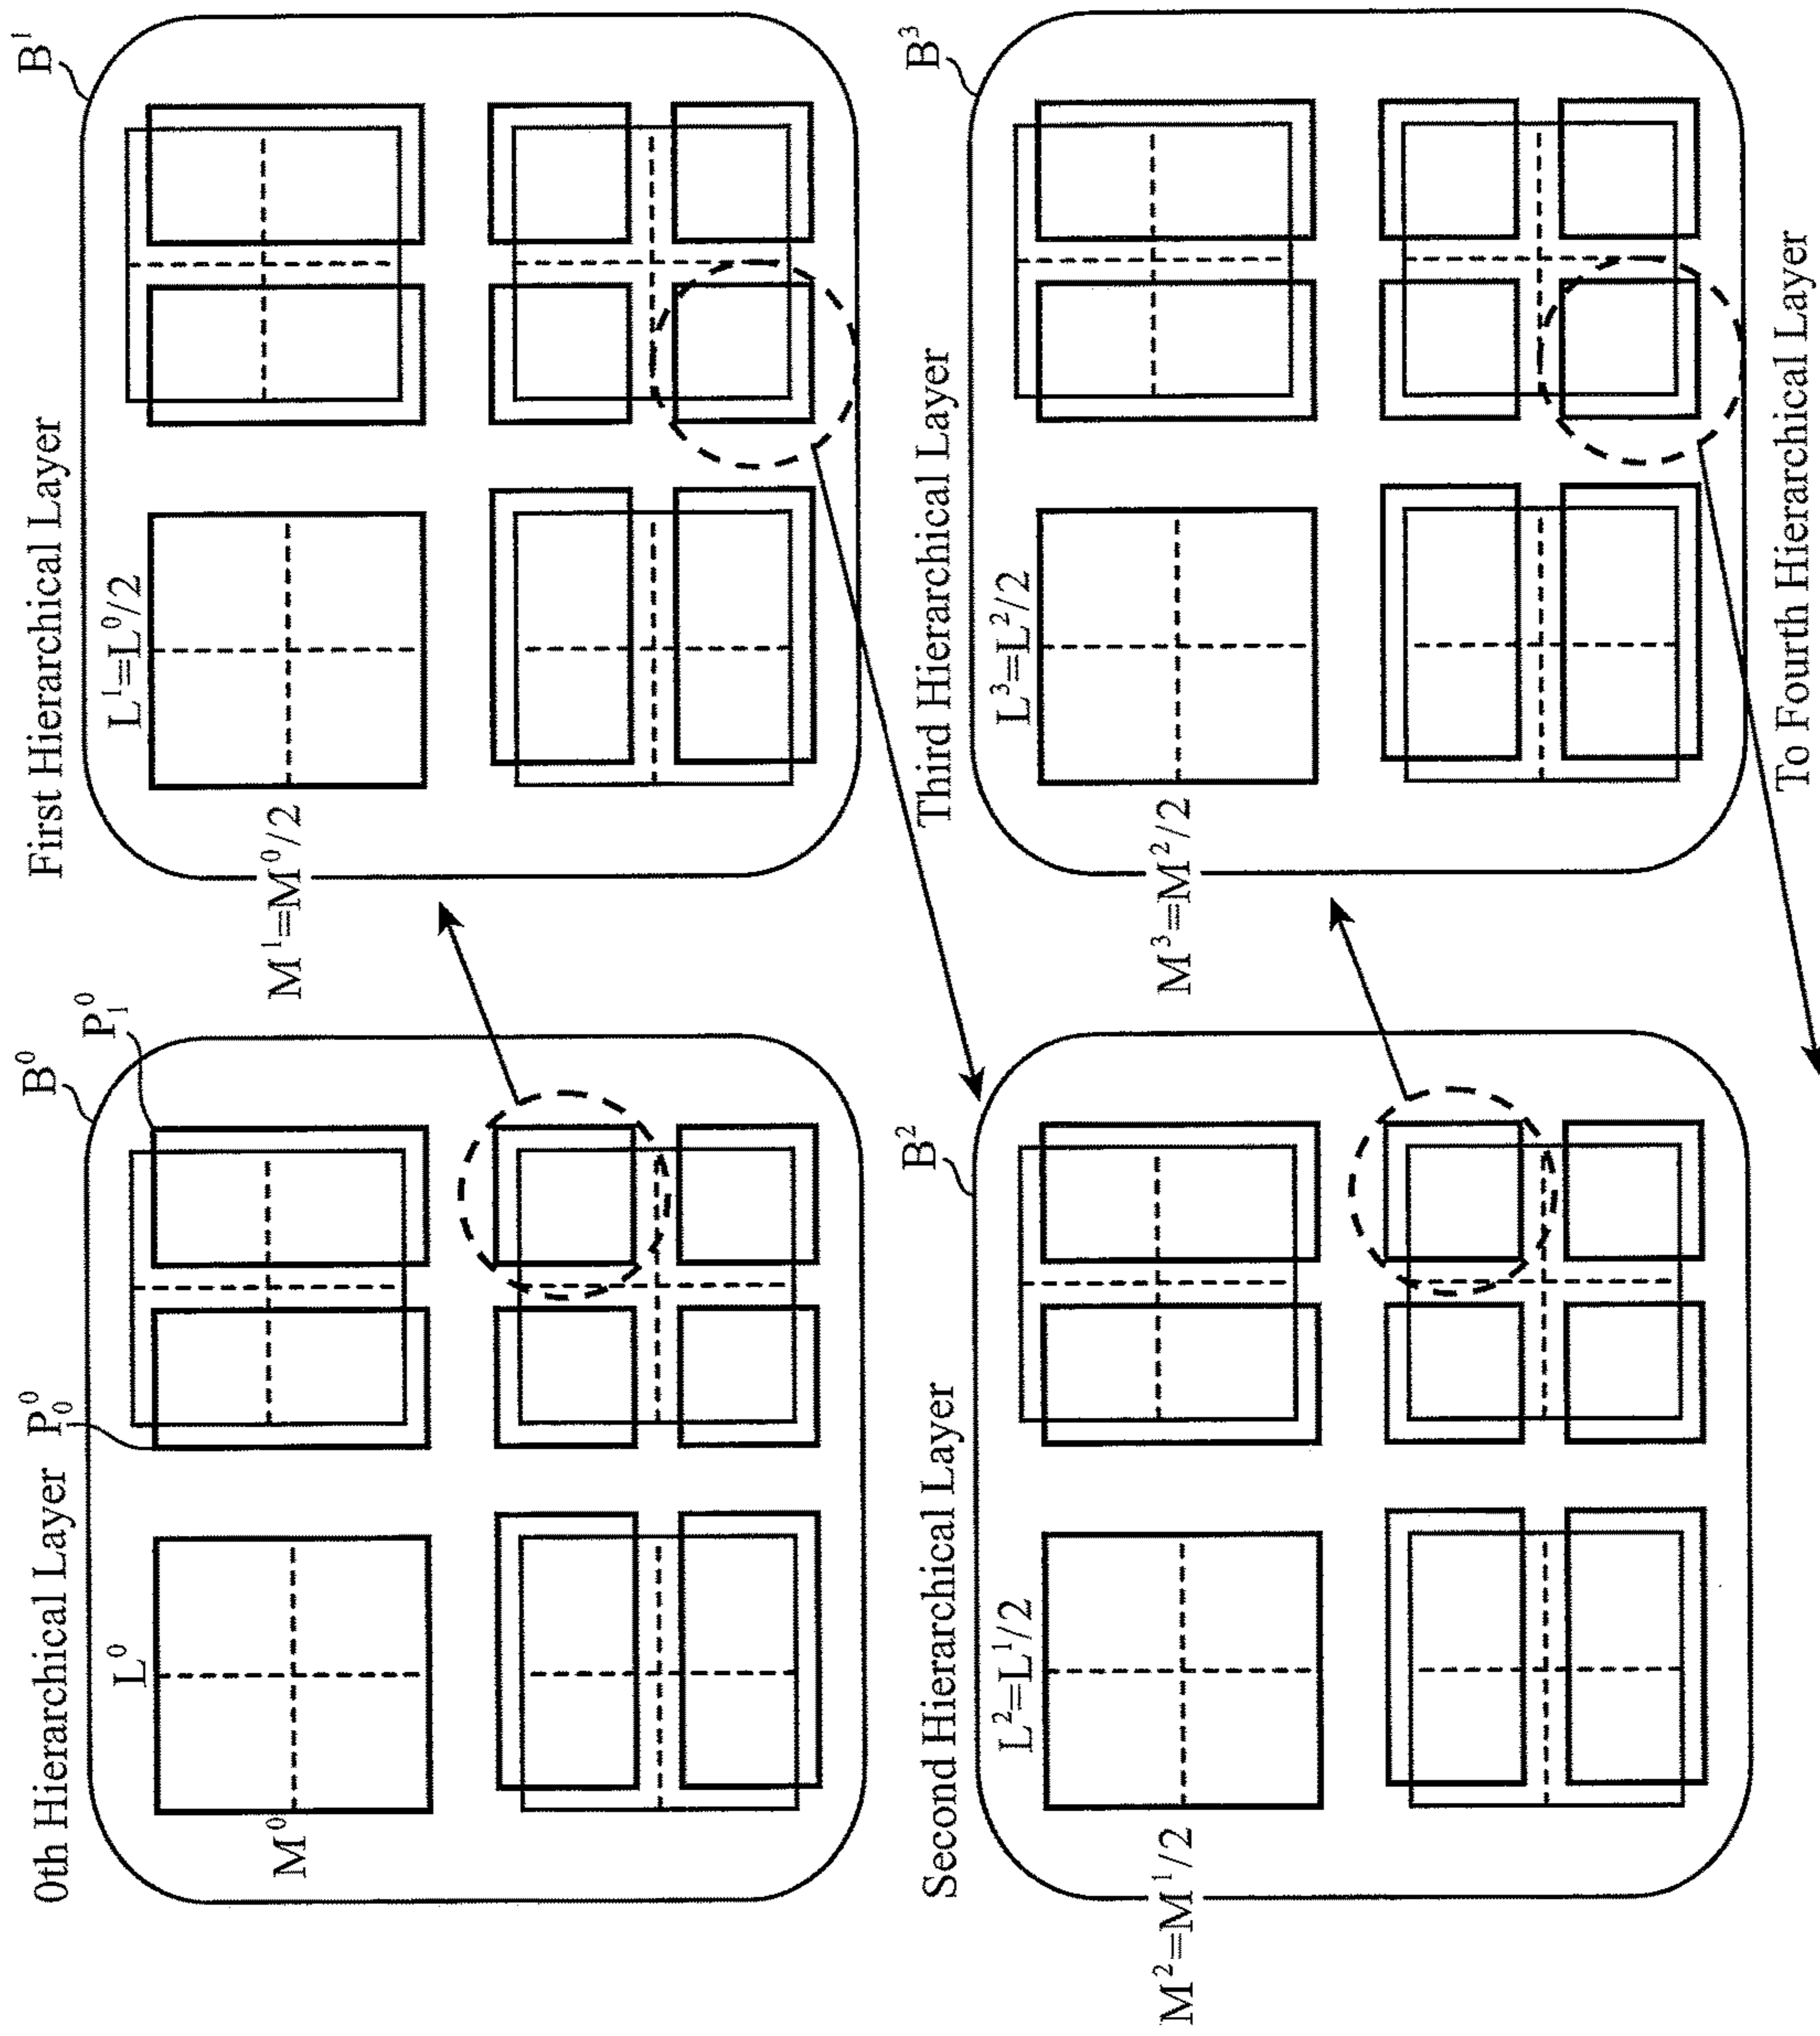 0th Hierarchical Layer
B⁰
P₀⁰
P₁⁰
L⁰
M⁰
First Hierarchical Layer
B¹
L¹=L⁰/2
M¹=M⁰/2
Second Hierarchical Layer
B²
L²=L¹/2
M²=M¹/2
Third Hierarchical Layer
B³
L³=L²/2
M³=M²/2
To Fourth Hierarchical Layer